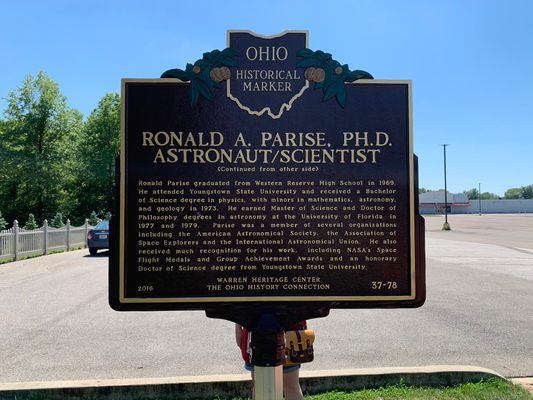 OHIO
HISTORICAL
MARKER
RONALD A. PARISE, PH.D.
ASTRONAUT/SCIENTIST
(Continued from other side)
Ronald Parise graduated from Western Reserve High School in 1969.
He attended Youngstown State University and received a Bachelor
of Science degree in physics, with minors in mathematics, astronomy,
and geology in 1973. He earned Master of Science and Doctor of
Philosophy degrees in astronomy at the University of Florida in
1977 and 1979. Parise was a member of several organizations
including the American Astronomical Society, the Association of
Space Explorers and the International Astronomical Union. He also
received much recognition for his work, including NASA's Space
Flight Medals and Group Achievement Awards and an honorary
Doctor of Science degree from Youngstown State University.
WARREN HERITAGE CENTER
2016 THE OHIO HISTORY CONNECTION 37-78